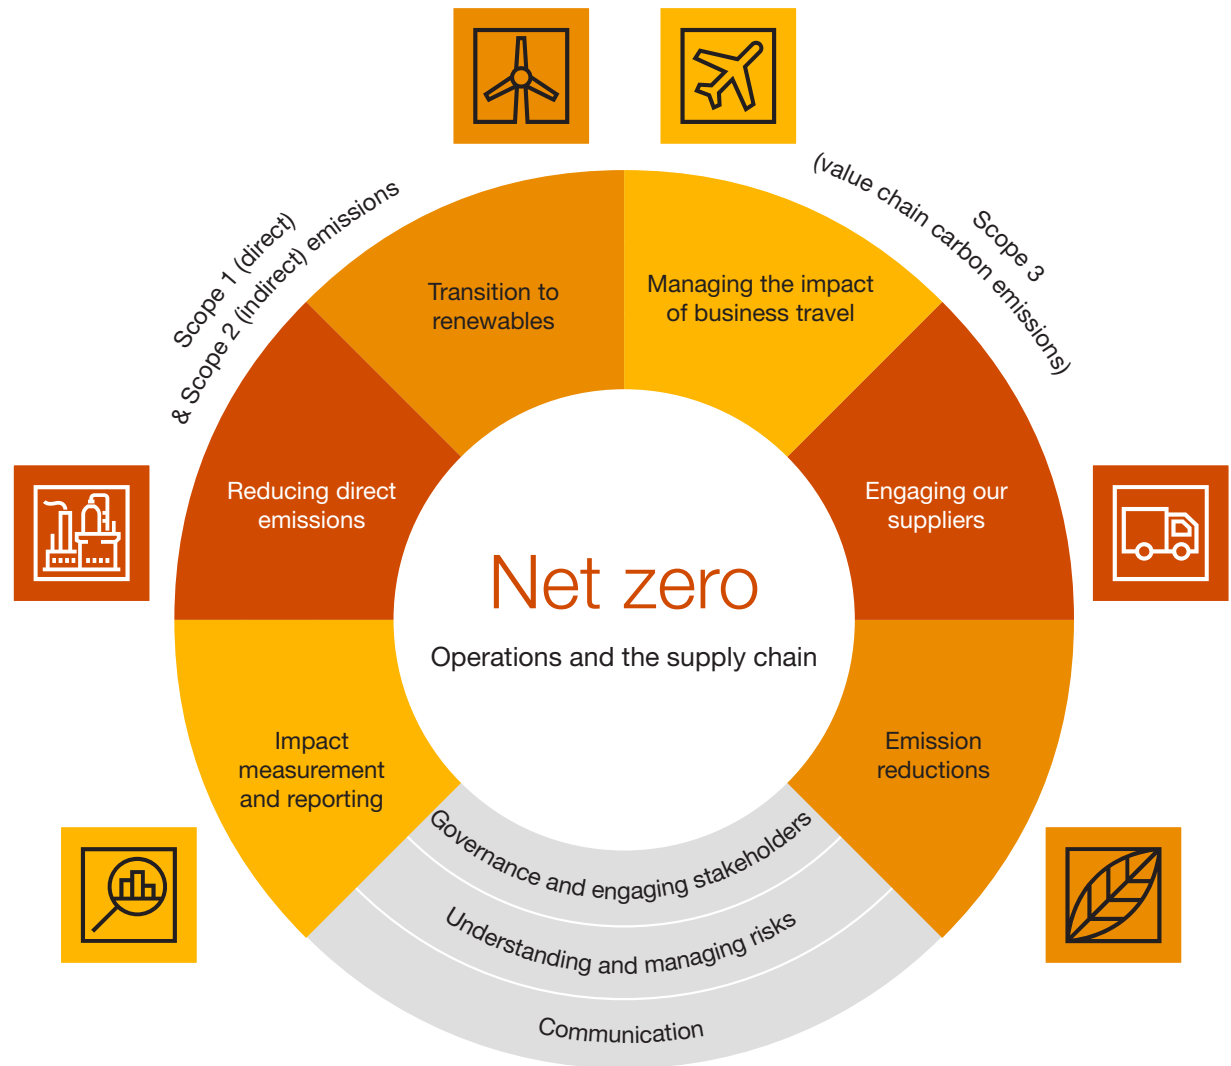 Scope 1 (direct)
& Scope 2 (indirect) emissions
Scope 3
(value chain carbon emissions)
Transition to
renewables
Managing the impact
of business travel
Reducing direct
emissions
Engaging our
suppliers
Net zero
Operations and the supply chain
Impact
measurement
and reporting
Emission
reductions
Governance and engaging stakeholders
Understanding and managing risks
Communication